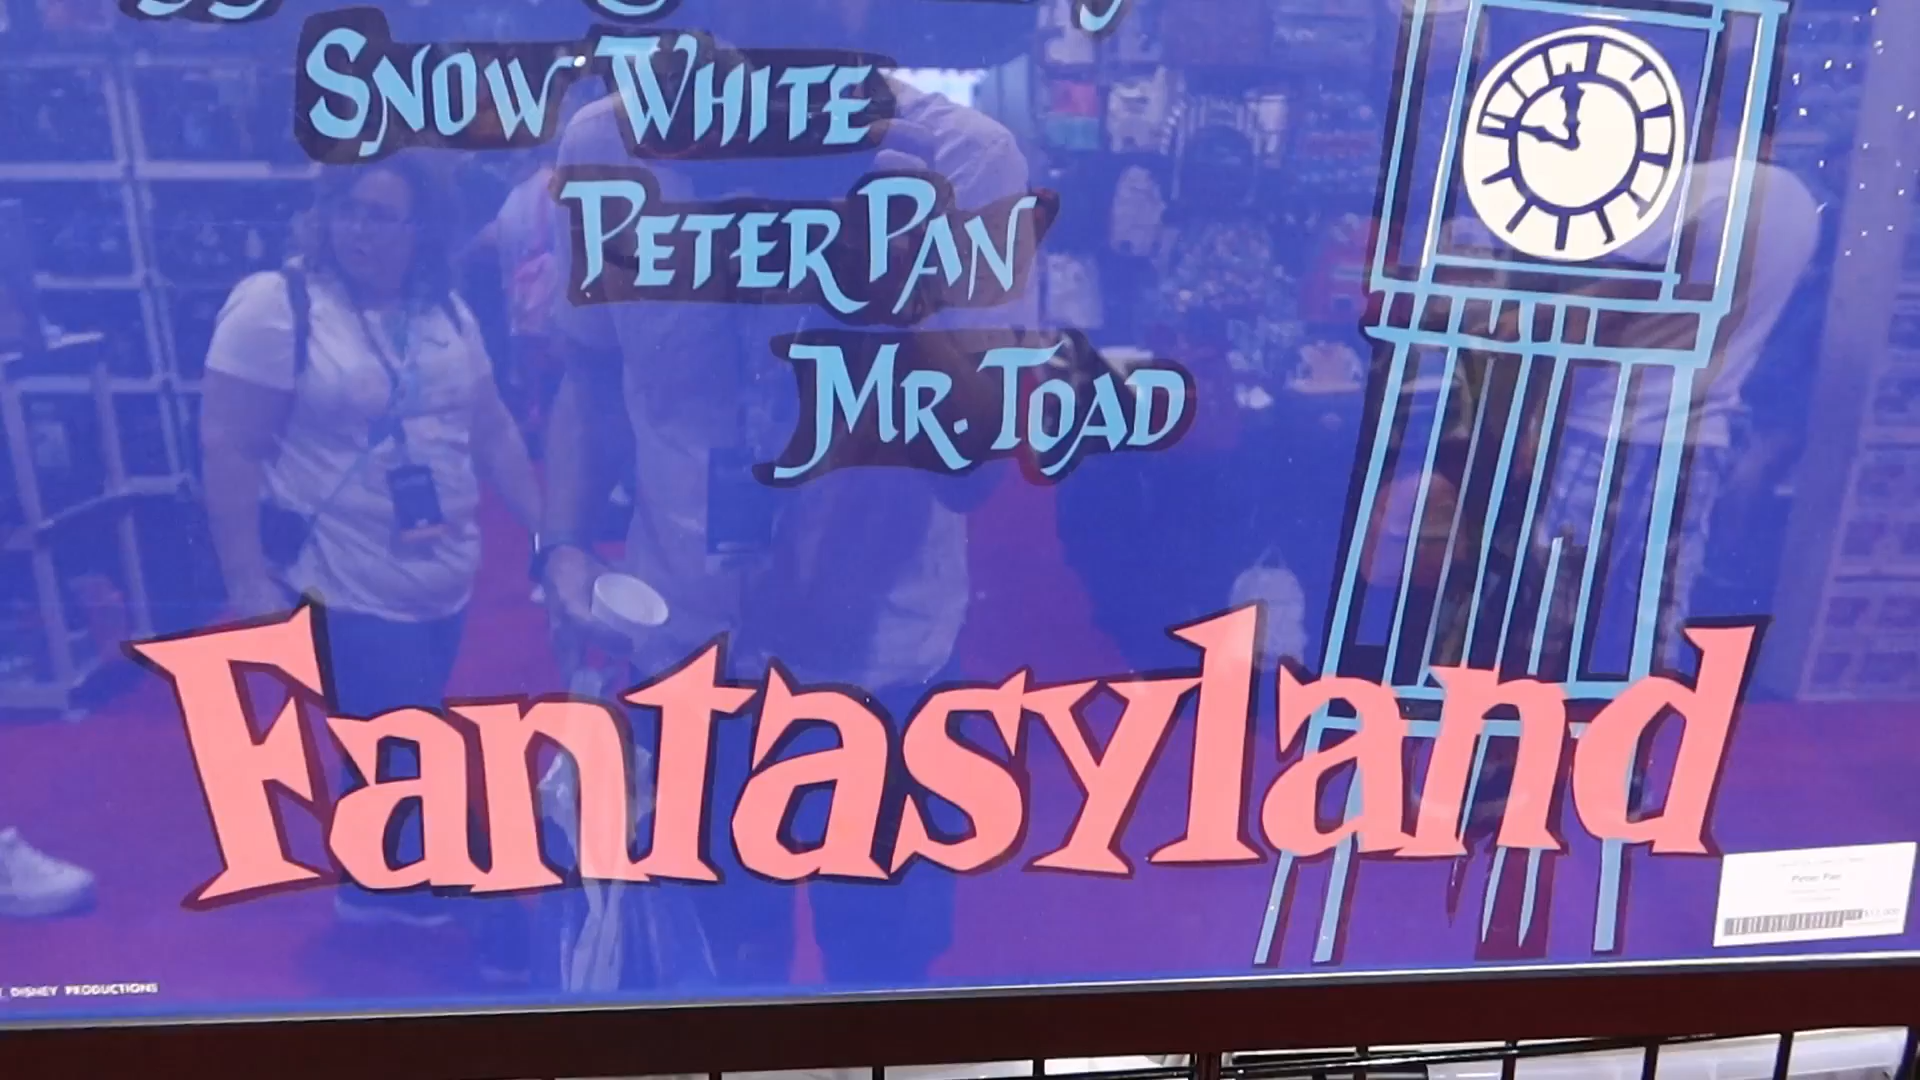 SNOW WHITE
PETER PAN
MR. TOAD
Fantasyland
Peter Pan
DISNEY PRODUCTIONS